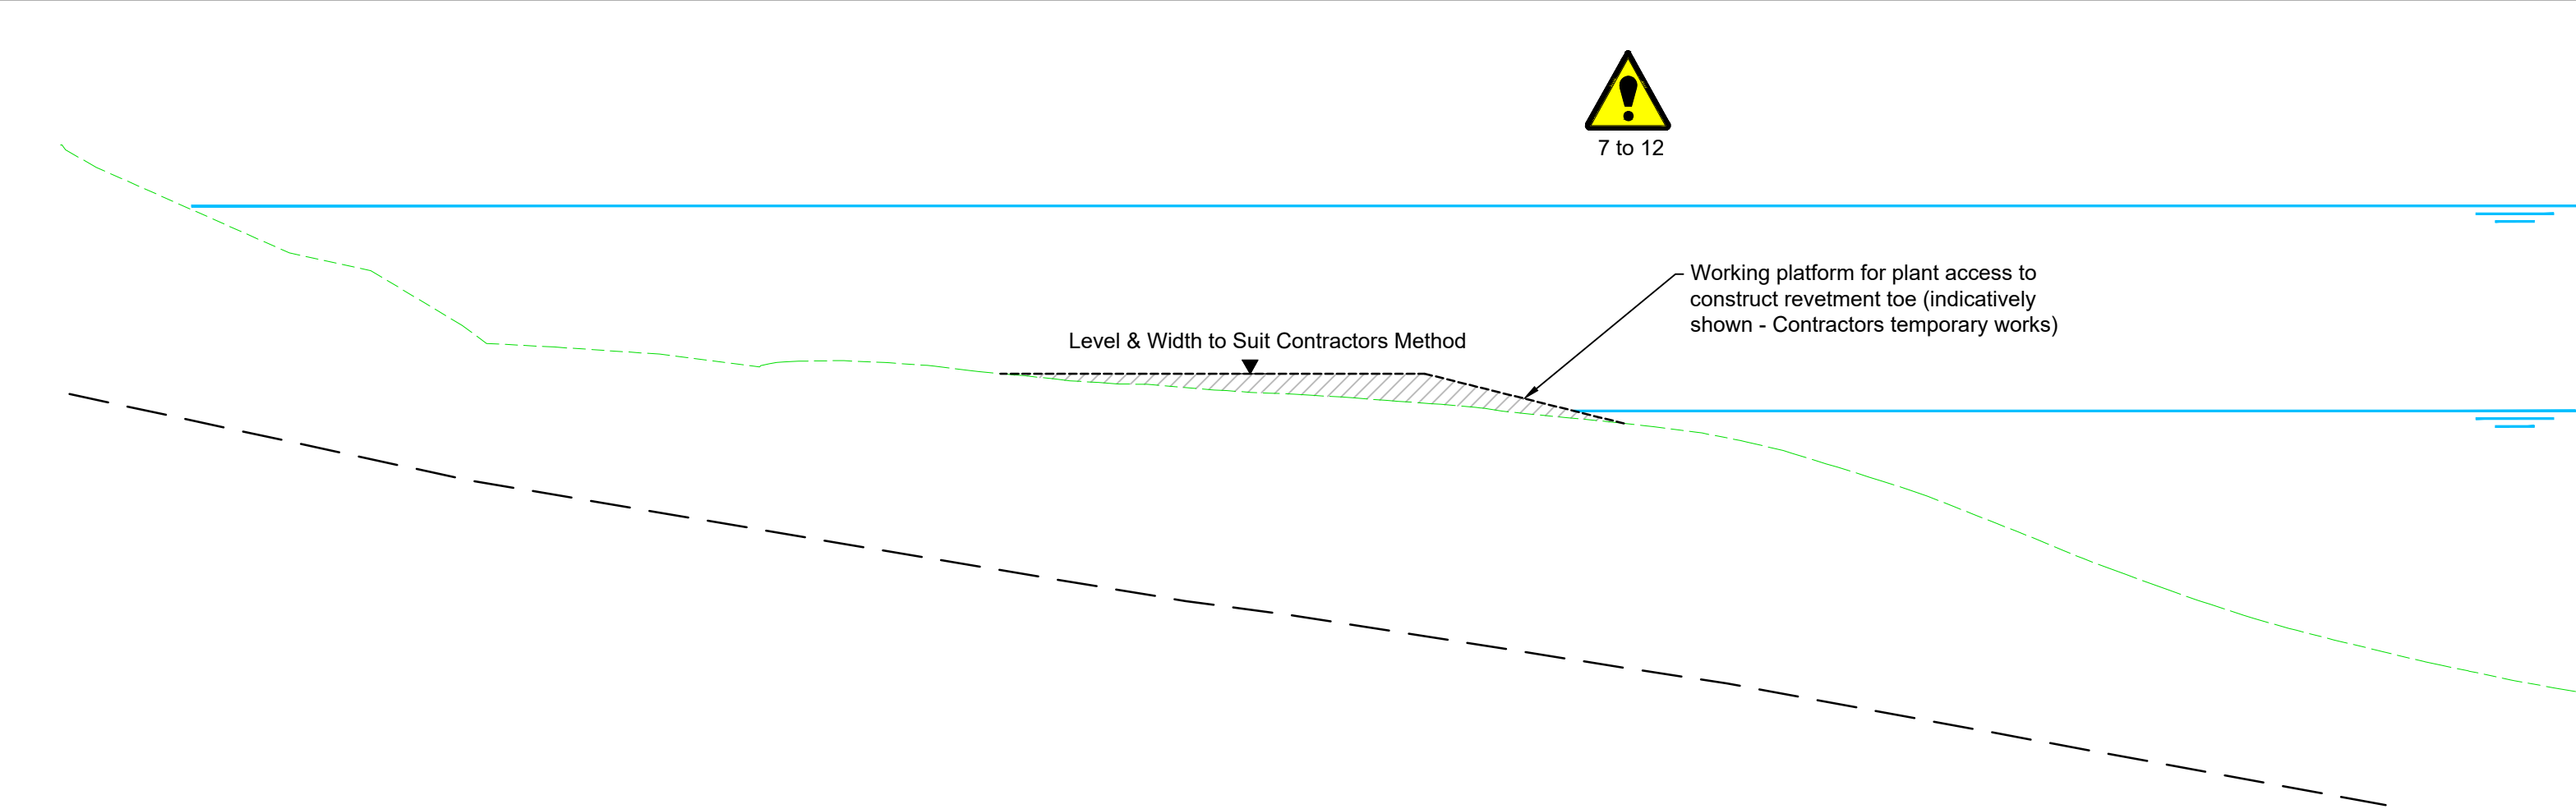 7 to 12
Working platform for plant access to
construct revetment toe (indicatively
shown - Contractors temporary works)
Level & Width to Suit Contractors Method